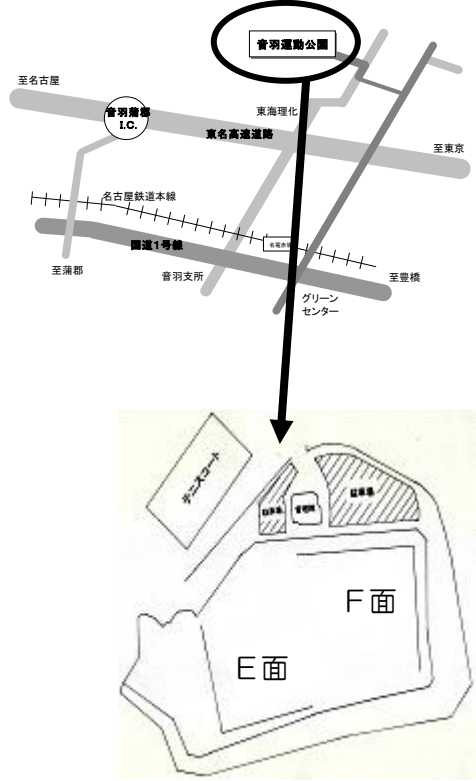 音羽運動公園
至名古屋
音羽蒲郡
I.C.
東海理化
東名高速道路
至東京
名古屋鉄道本線
国道1号線
名電赤坂
至蒲郡
音羽支所
至豊橋
グリーン
センター
テニスコート
駐車場
管理棟
駐車場
F面
E面